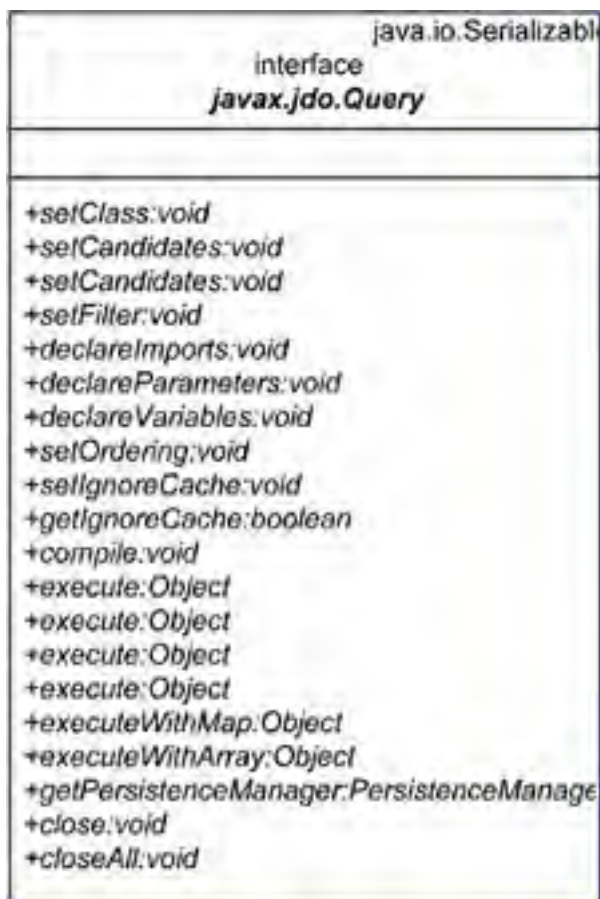 java.io.Serializabl
interface
javax.jdo.Query
+setClass:void
+setCandidates:void
+setCandidates:void
+setFilter:void
+declareImports:void
+declareParameters:void
+declareVariables:void
+setOrdering:void
+setIgnoreCache:void
+getIgnoreCache:boolean
+compile:void
+execute:Object
+execute:Object
+execute:Object
+execute:Object
+executeWithMap:Object
+executeWithArray:Object
+getPersistenceManager:PersistenceManage
+close:void
+closeAll:void